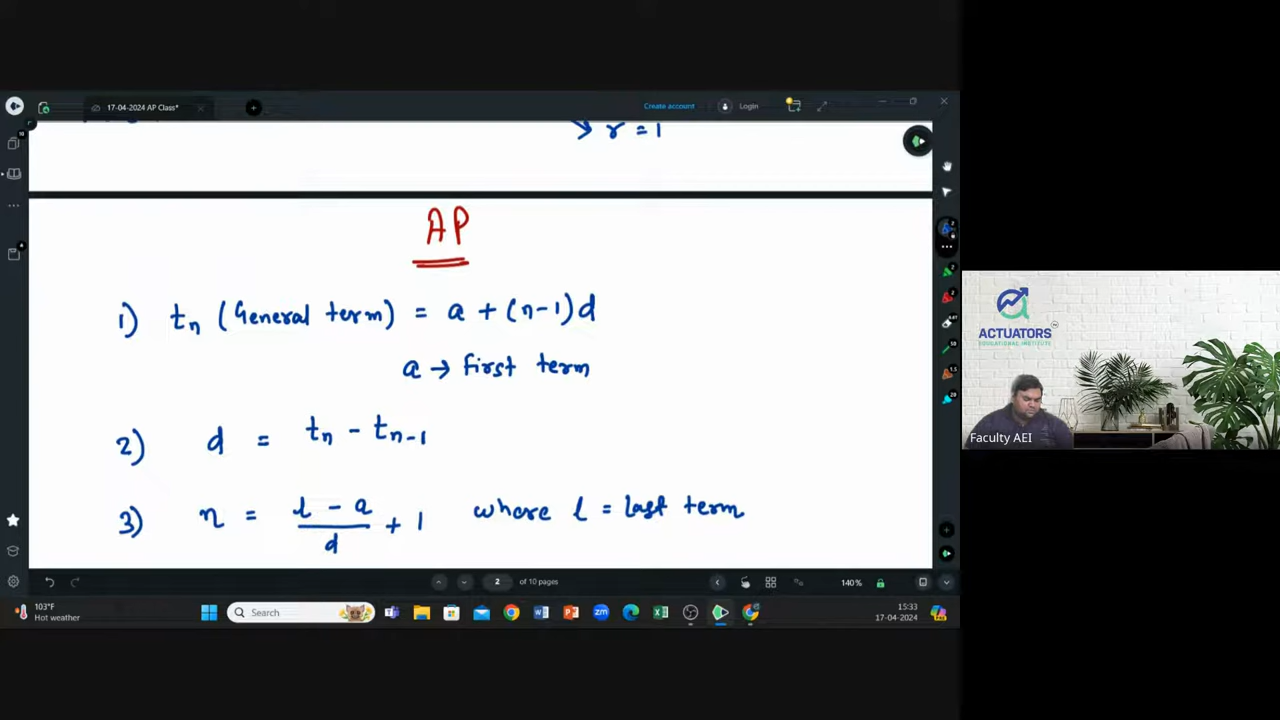 17-04-2024 AP Class*
Create account
Login
r = 1
AP
1) tn (General term) = a + (n-1)d
a → first term
2) d = tn - tn-1
3) n = l - a / d + 1 where l = last term
ACTUATORS
EDUCATIONAL INSTITUTE
Faculty AEI
2 of 10 pages
140%
103°F
Hot weather
Search
15:33
17-04-2024